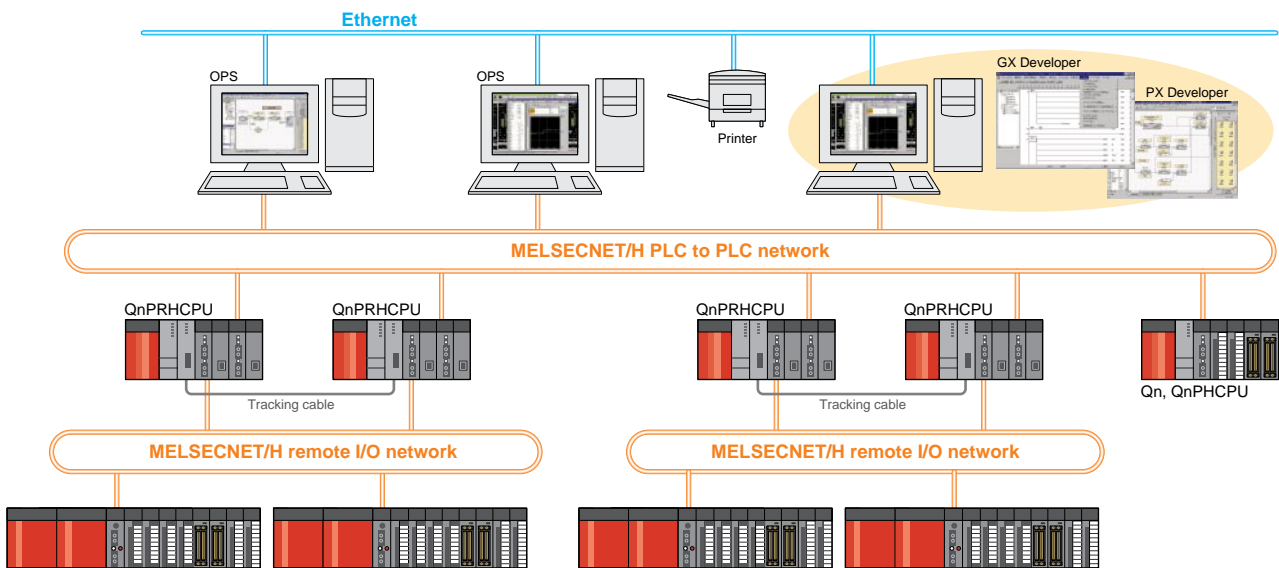 Ethernet
OPS
OPS
Printer
GX Developer
PX Developer
MELSECNET/H PLC to PLC network
QnPRHCPU
QnPRHCPU
QnPRHCPU
QnPRHCPU
Tracking cable
Tracking cable
Qn, QnPHCPU
MELSECNET/H remote I/O network
MELSECNET/H remote I/O network